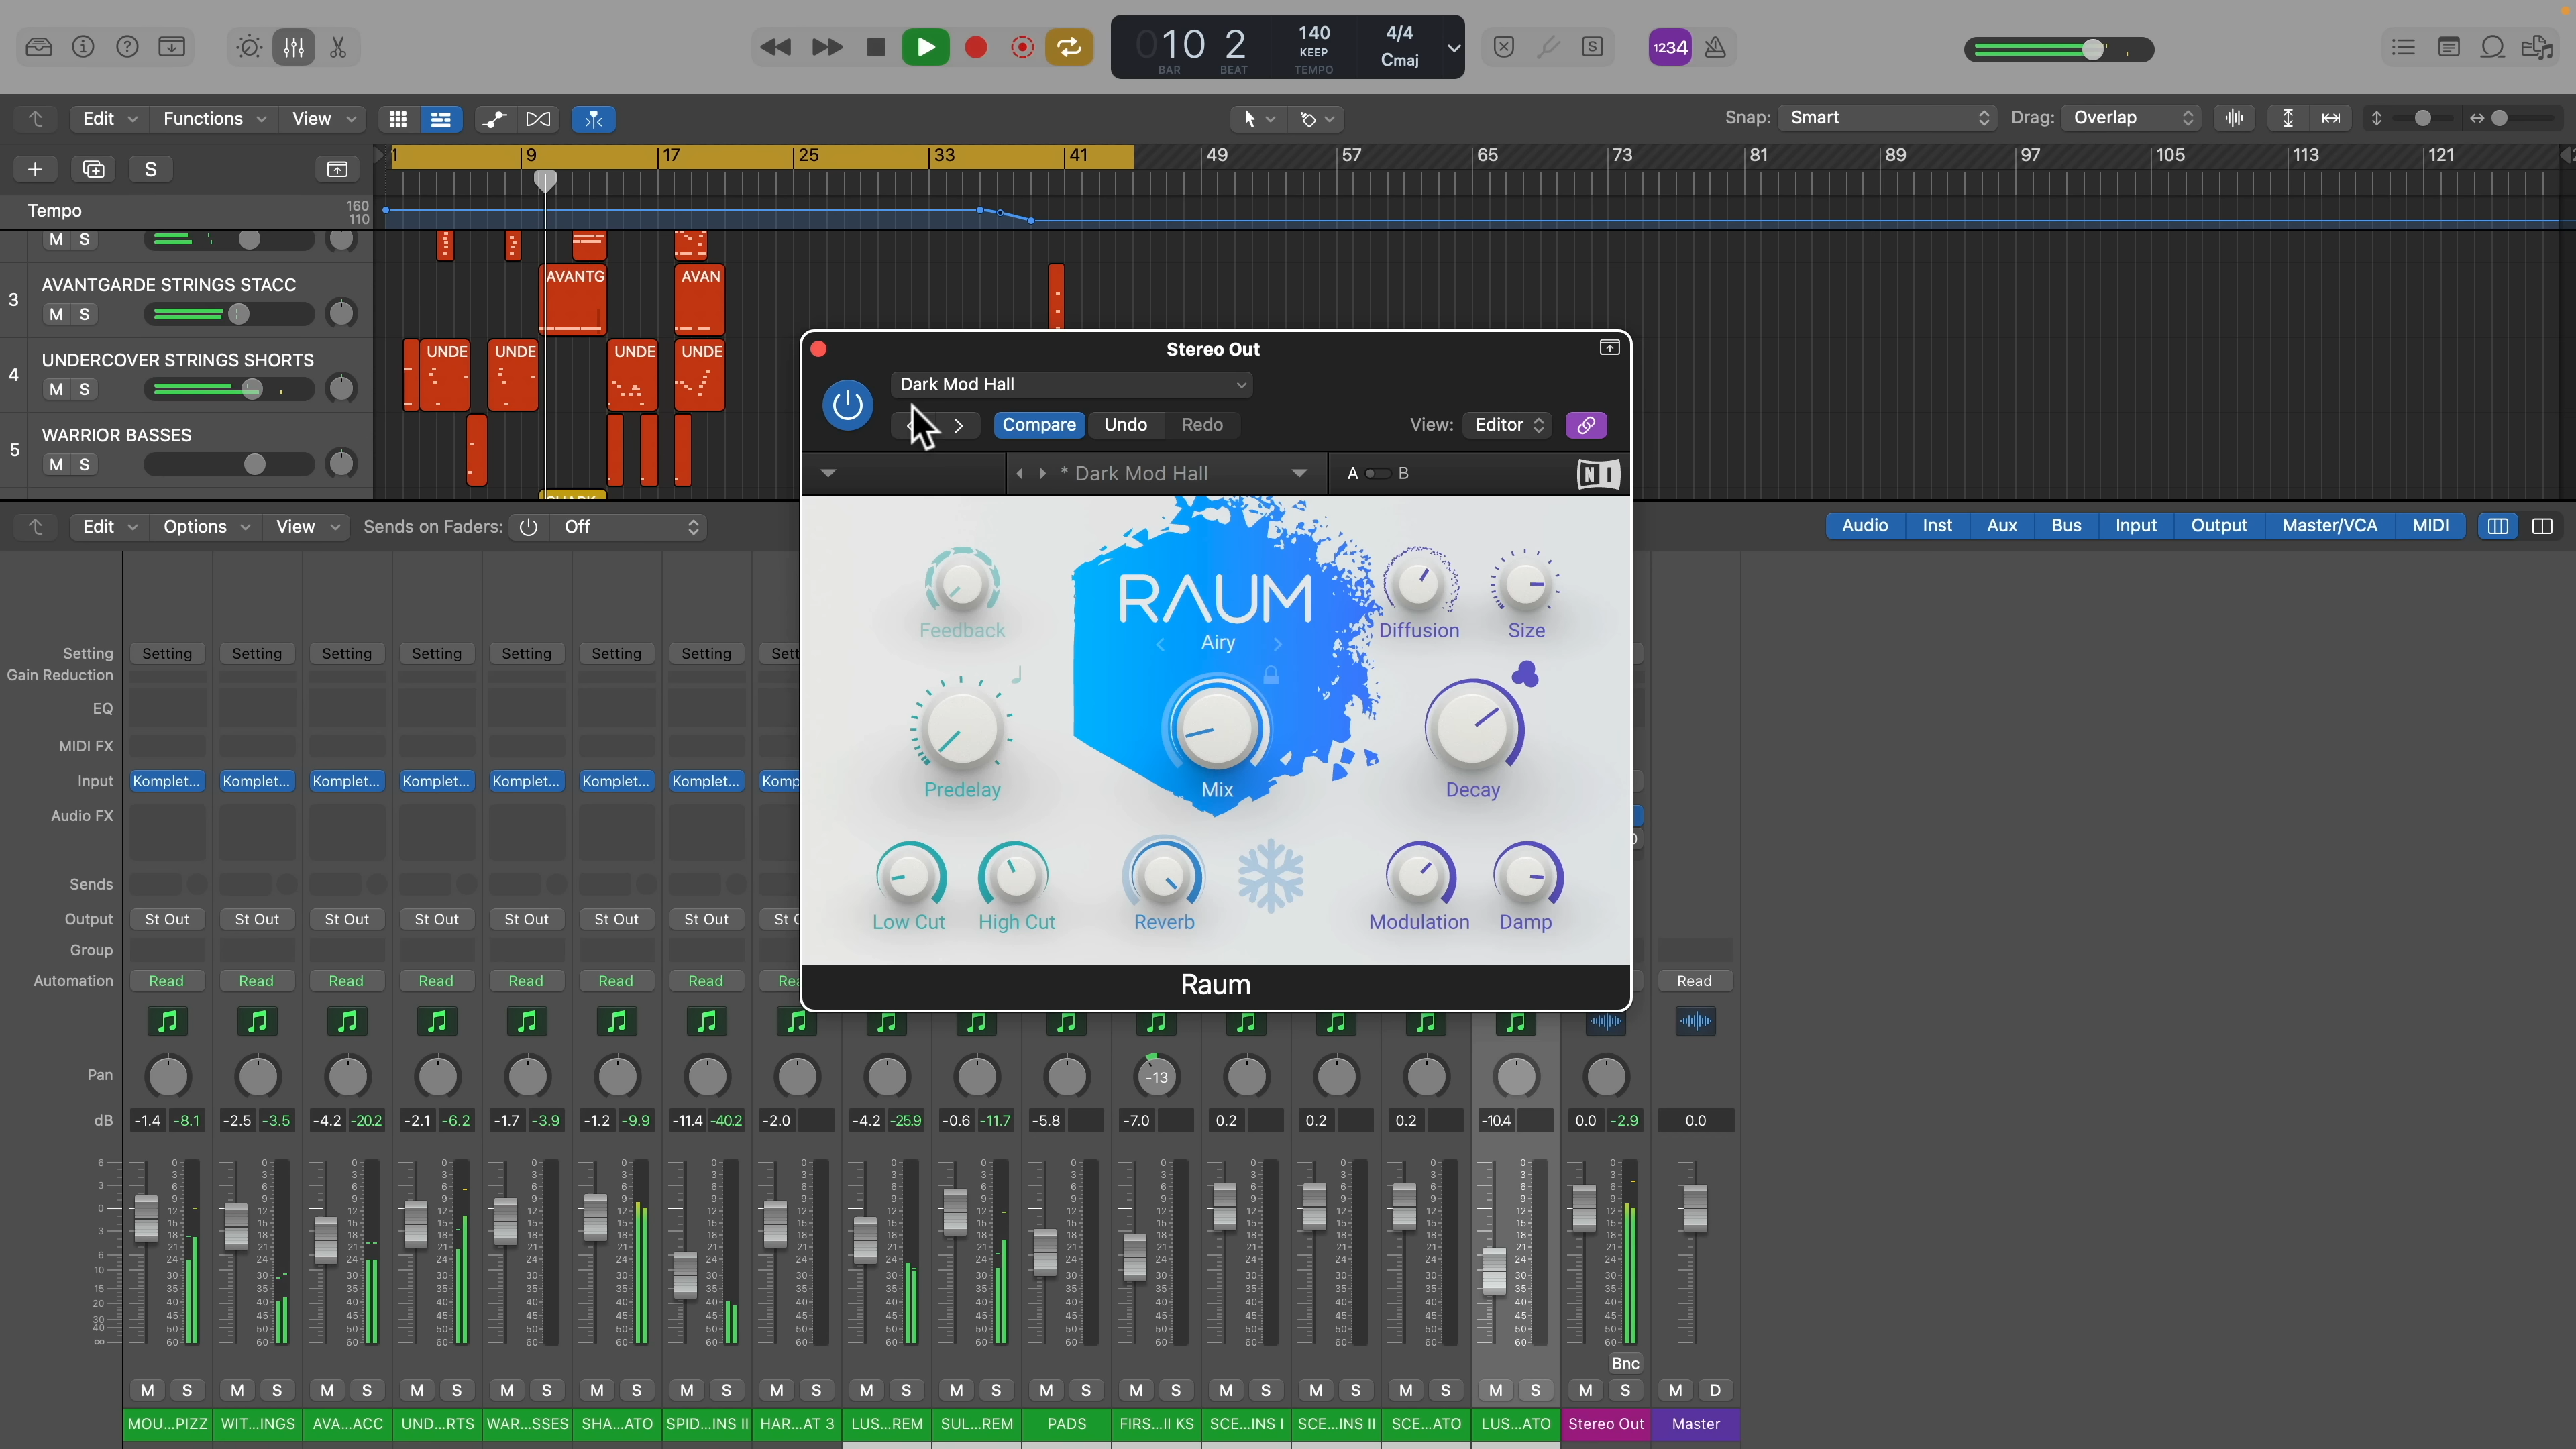 10 2 140 4/4
KEEP Cmaj
BAR BEAT TEMPO
1234
Edit Functions View
Snap: Smart Drag: Overlap
S
1 9 17 25 33 41 49 57 65 73 81 89 97 105 113 121
Tempo 160
110
M S
3 AVANTGARDE STRINGS STACC
M S
AVANTG AVAN
4 UNDERCOVER STRINGS SHORTS
M S
UNDE UNDE UNDE UNDE
5 WARRIOR BASSES
M S
Stereo Out
Dark Mod Hall
Compare Undo Redo View: Editor
* Dark Mod Hall A B NI
RAUM
Airy
Feedback Diffusion Size
Predelay Mix Decay
Low Cut High Cut Reverb Modulation Damp
Raum
Edit Options View Sends on Faders: Off
Audio Inst Aux Bus Input Output Master/VCA MIDI
Setting Setting Setting Setting Setting Setting Setting Setting Sett
Gain Reduction
EQ
MIDI FX
Input Komplet... Komplet... Komplet... Komplet... Komplet... Komplet... Komplet... Komp
Audio FX
Sends
Output St Out St Out St Out St Out St Out St Out St Out
Group
Automation Read Read Read Read Read Read Read Rea Read
Pan -13
dB -1.4 -8.1 -2.5 -3.5 -4.2 -20.2 -2.1 -6.2 -1.7 -3.9 -1.2 -9.9 -11.4 -40.2 -2.0 -4.2 -25.9 -0.6 -11.7 -5.8 -7.0 0.2 0.2 0.2 -10.4 0.0 -2.9 0.0
Bnc
M S M S M S M S M S M S M S M S M S M S M S M S M S M S M S M S M S M D
MOU...PIZZ WIT...INGS AVA...ACC UND...RTS WAR...SSES SHA...ATO SPID...INS II HAR...AT 3 LUS...REM SUL...REM PADS FIRS...II KS SCE...INS I SCE...INS II SCE...ATO LUS...ATO Stereo Out Master